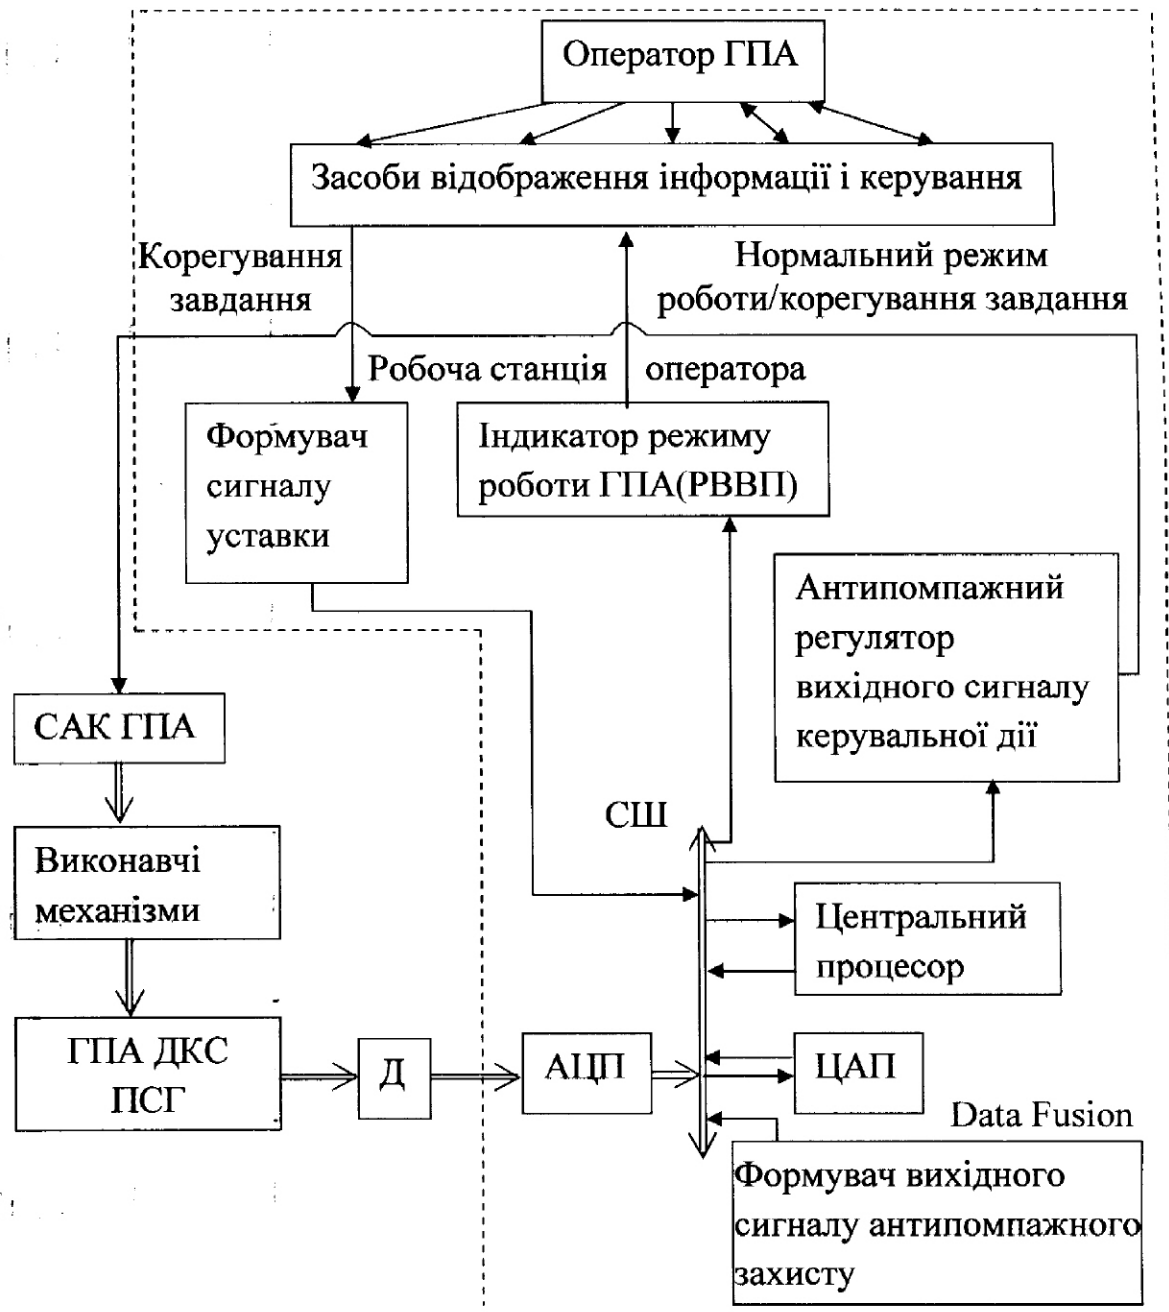 Оператор ГПА
Засоби відображення інформації і керування
Корегування
завдання
Нормальний режим
роботи/корегування завдання
Робоча станція оператора
Формувач
сигналу
уставки
Індикатор режиму
роботи ГПА(РВВП)
Антипомпажний
регулятор
вихідного сигналу
керувальної дії
САК ГПА
СШ
Виконавчі
механізми
Центральний
процесор
ГПА ДКС
ПСГ
Д
АЦП
ЦАП
Data Fusion
Формувач вихідного
сигналу антипомпажного
захисту